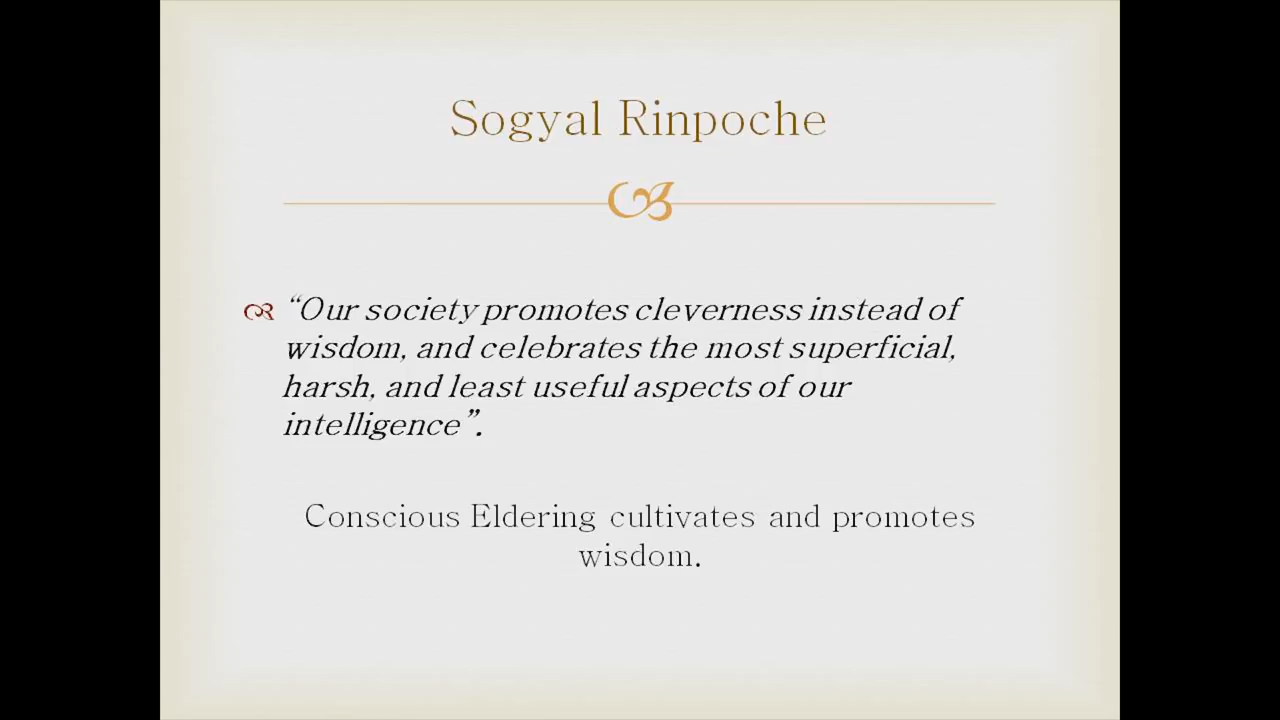 Sogyal Rinpoche
“Our society promotes cleverness instead of
wisdom, and celebrates the most superficial,
harsh, and least useful aspects of our
intelligence”.
Conscious Eldering cultivates and promotes
wisdom.